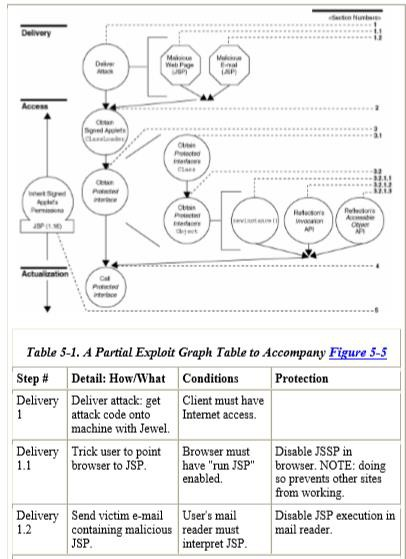 <Section Numbers>
Delivery
1
1.1
1.2
Deliver
Attack
Malicious
Web Page
(JSP)
Malicious
E-mail
(JSP)
Access
2
Obtain
Signed Applet's
ClassLoader
3
3.1
Obtain
Protected
Interface's
Class
3.2
3.2.1.1
3.2.1.2
3.2.1.3
Inherit Signed
Applet's
Permissions
JSP (1.16)
Obtain
Protected
Interface
Obtain
Protected
Interface's
Object
newInstance()
Reflection's
Invocation
API
Reflection's
Accessible
Object
API
4
Actualization
Call
Protected
Interface
5
Table 5-1. A Partial Exploit Graph Table to Accompany Figure 5-5
Step # Detail: How/What Conditions Protection
Delivery 1 Deliver attack: get attack code onto machine with Jewel. Client must have Internet access.
Delivery 1.1 Trick user to point browser to JSP. Browser must have "run JSP" enabled. Disable JSSP in browser. NOTE: doing so prevents other sites from working.
Delivery 1.2 Send victim e-mail containing malicious JSP. User's mail reader must interpret JSP. Disable JSP execution in mail reader.